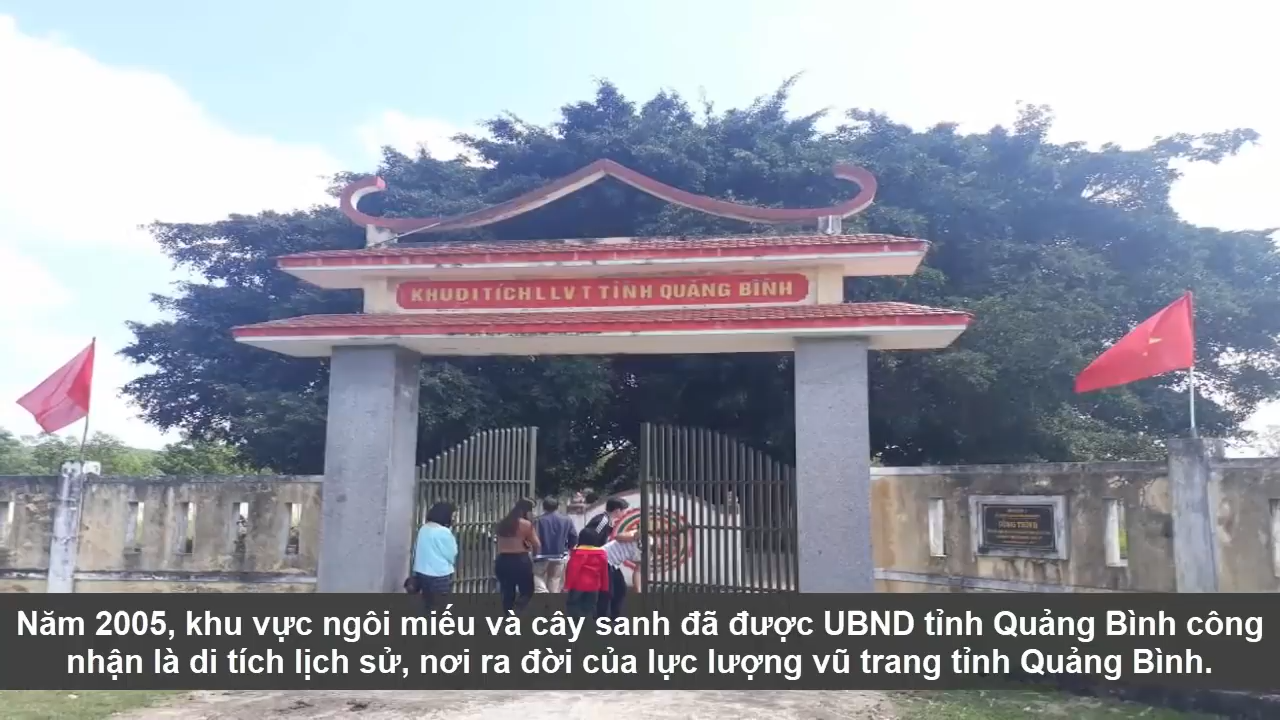 KHU DI TÍCH L L V T TỈNH QUẢNG BÌNH
CÔNG TRÌNH
Năm 2005, khu vực ngôi miếu và cây sanh đã được UBND tỉnh Quảng Bình công
nhận là di tích lịch sử, nơi ra đời của lực lượng vũ trang tỉnh Quảng Bình.